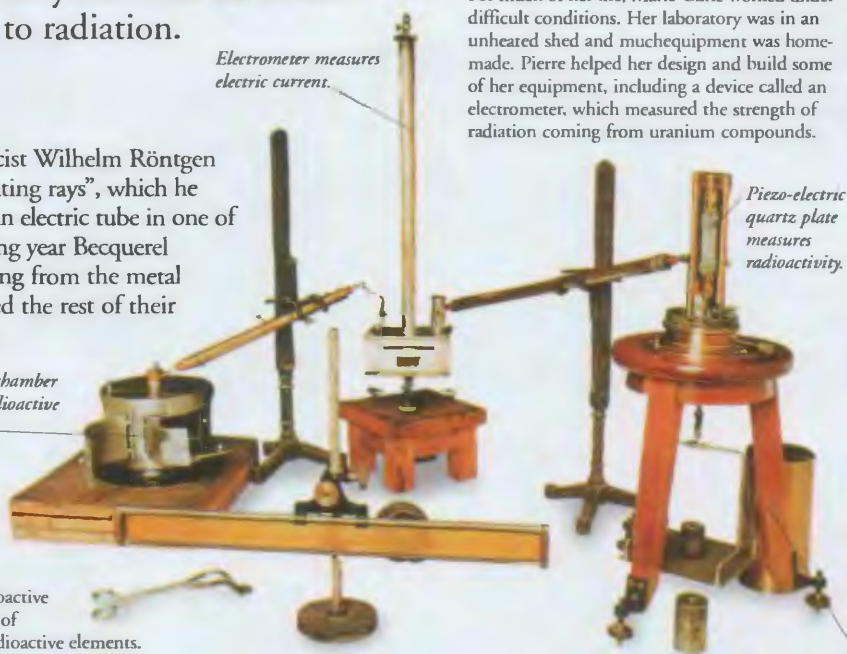 to radiation.
Electrometer measures
electric current.
difficult conditions. Her laboratory was in an
unheated shed and muchequipment was home-
made. Pierre helped her design and build some
of her equipment, including a device called an
electrometer, which measured the strength of
radiation coming from uranium compounds.
cist Wilhelm Röntgen
ting rays”, which he
n electric tube in one of
ng year Becquerel
ng from the metal
ed the rest of their
Piezo-electric
quartz plate
measures
radioactivity.
chamber
dioactive
oactive
of
dioactive elements.